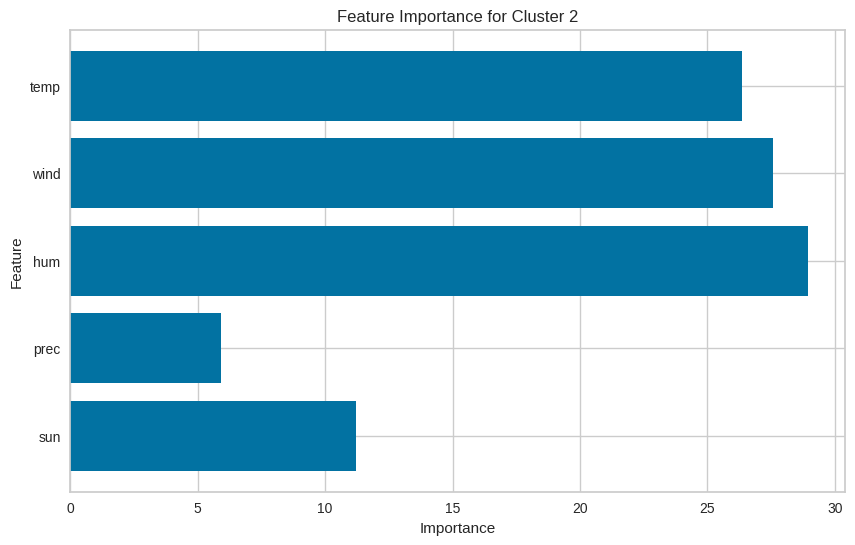 Feature Importance for Cluster 2
temp
wind
hum
prec
sun
Feature
0 5 10 15 20 25 30
Importance